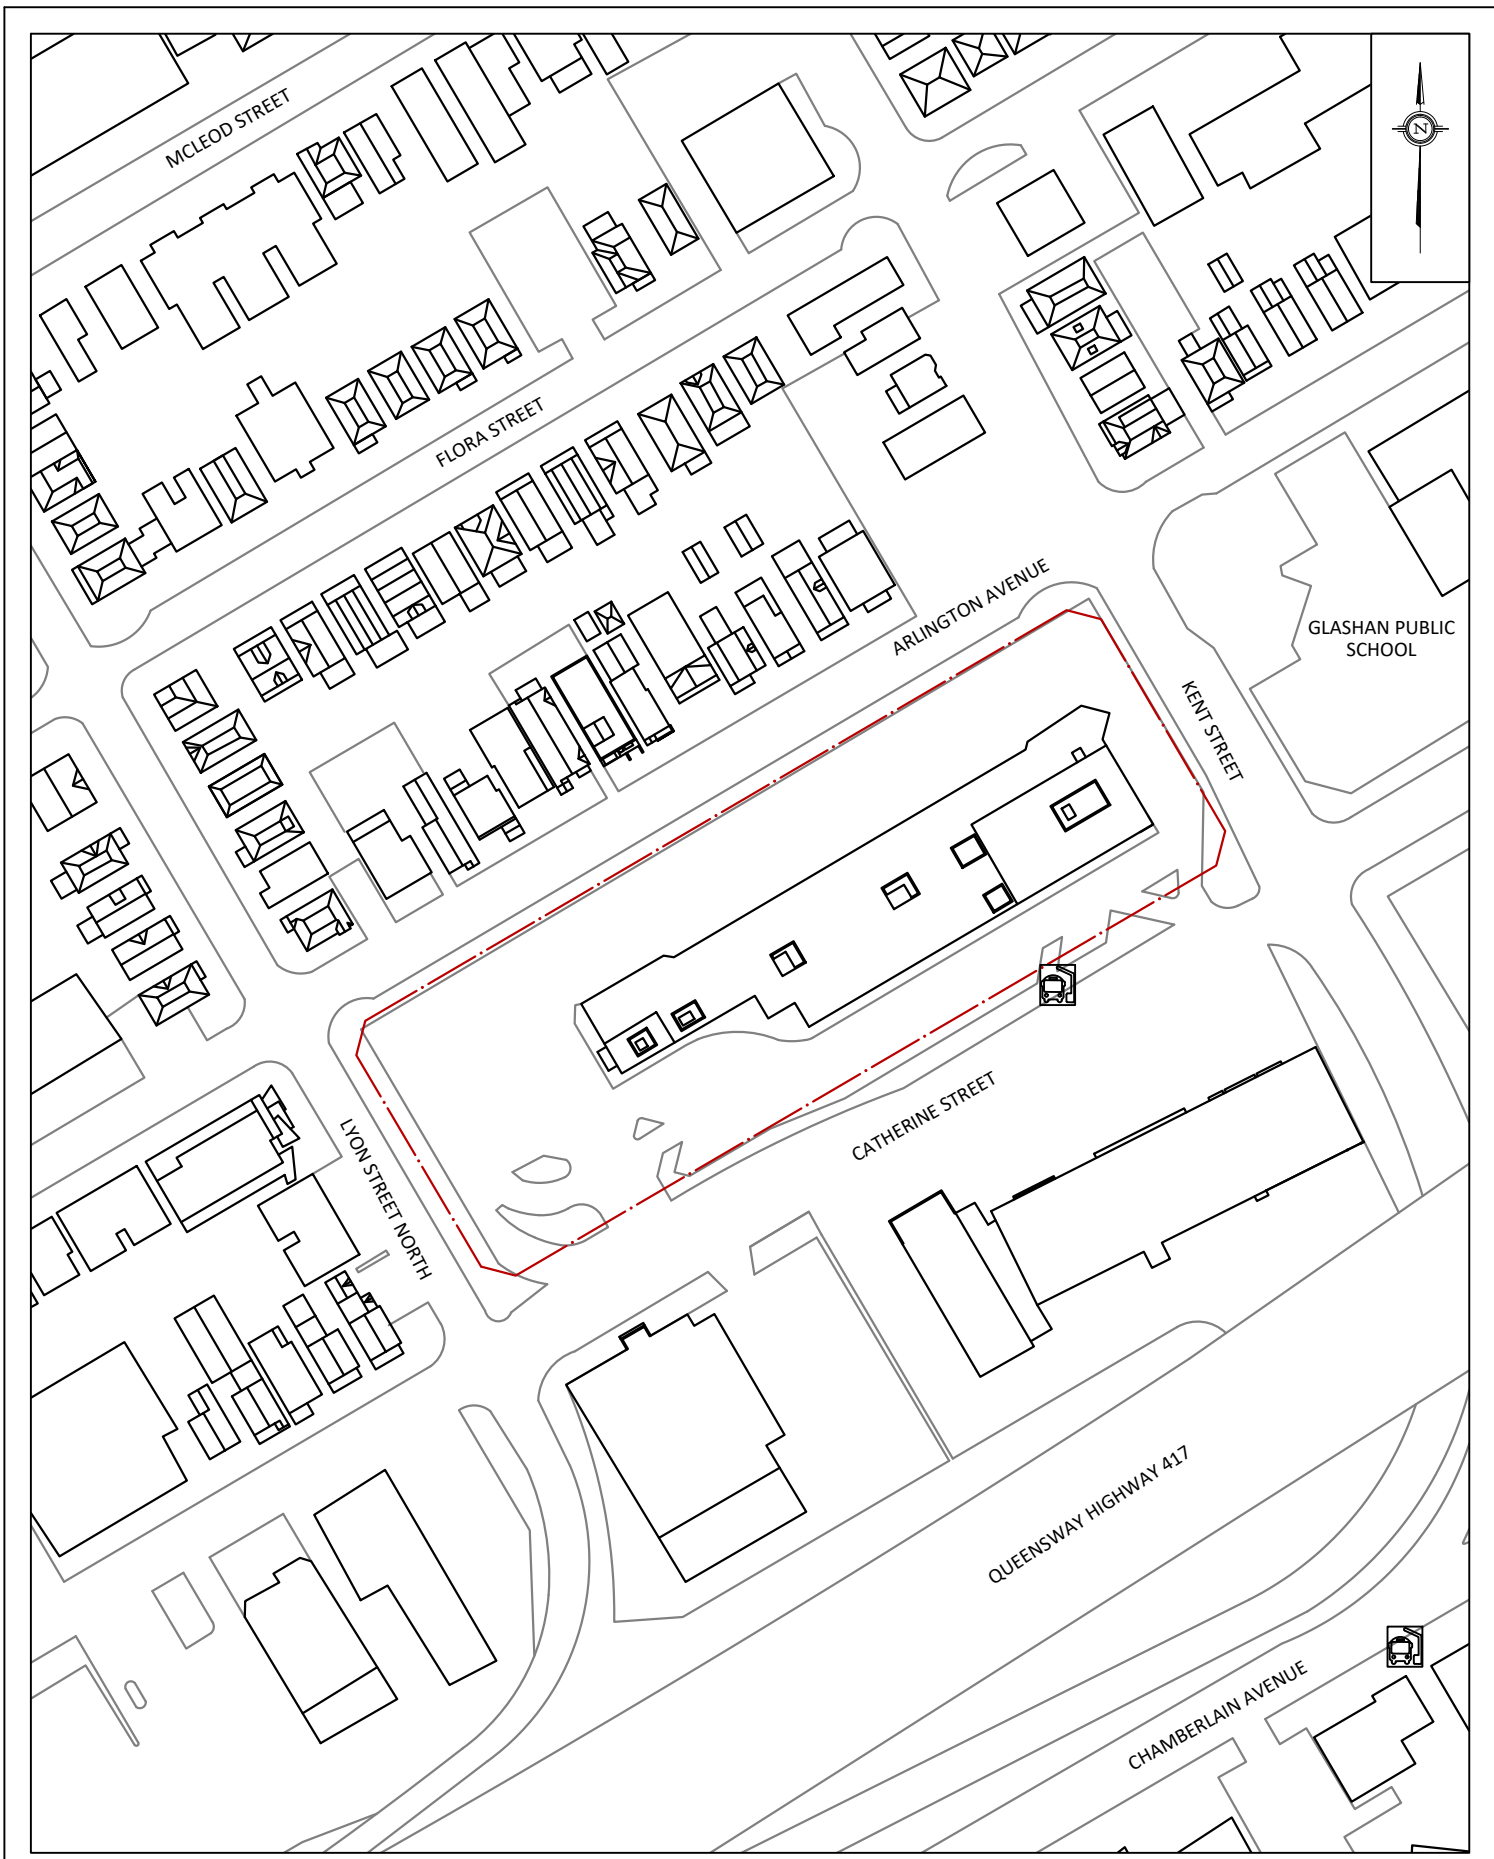 MCLEOD STREET
N
FLORA STREET
ARLINGTON AVENUE
GLASHAN PUBLIC
SCHOOL
KENT STREET
LYON STREET NORTH
CATHERINE STREET
QUEENSWAY HIGHWAY 417
CHAMBERLAIN AVENUE